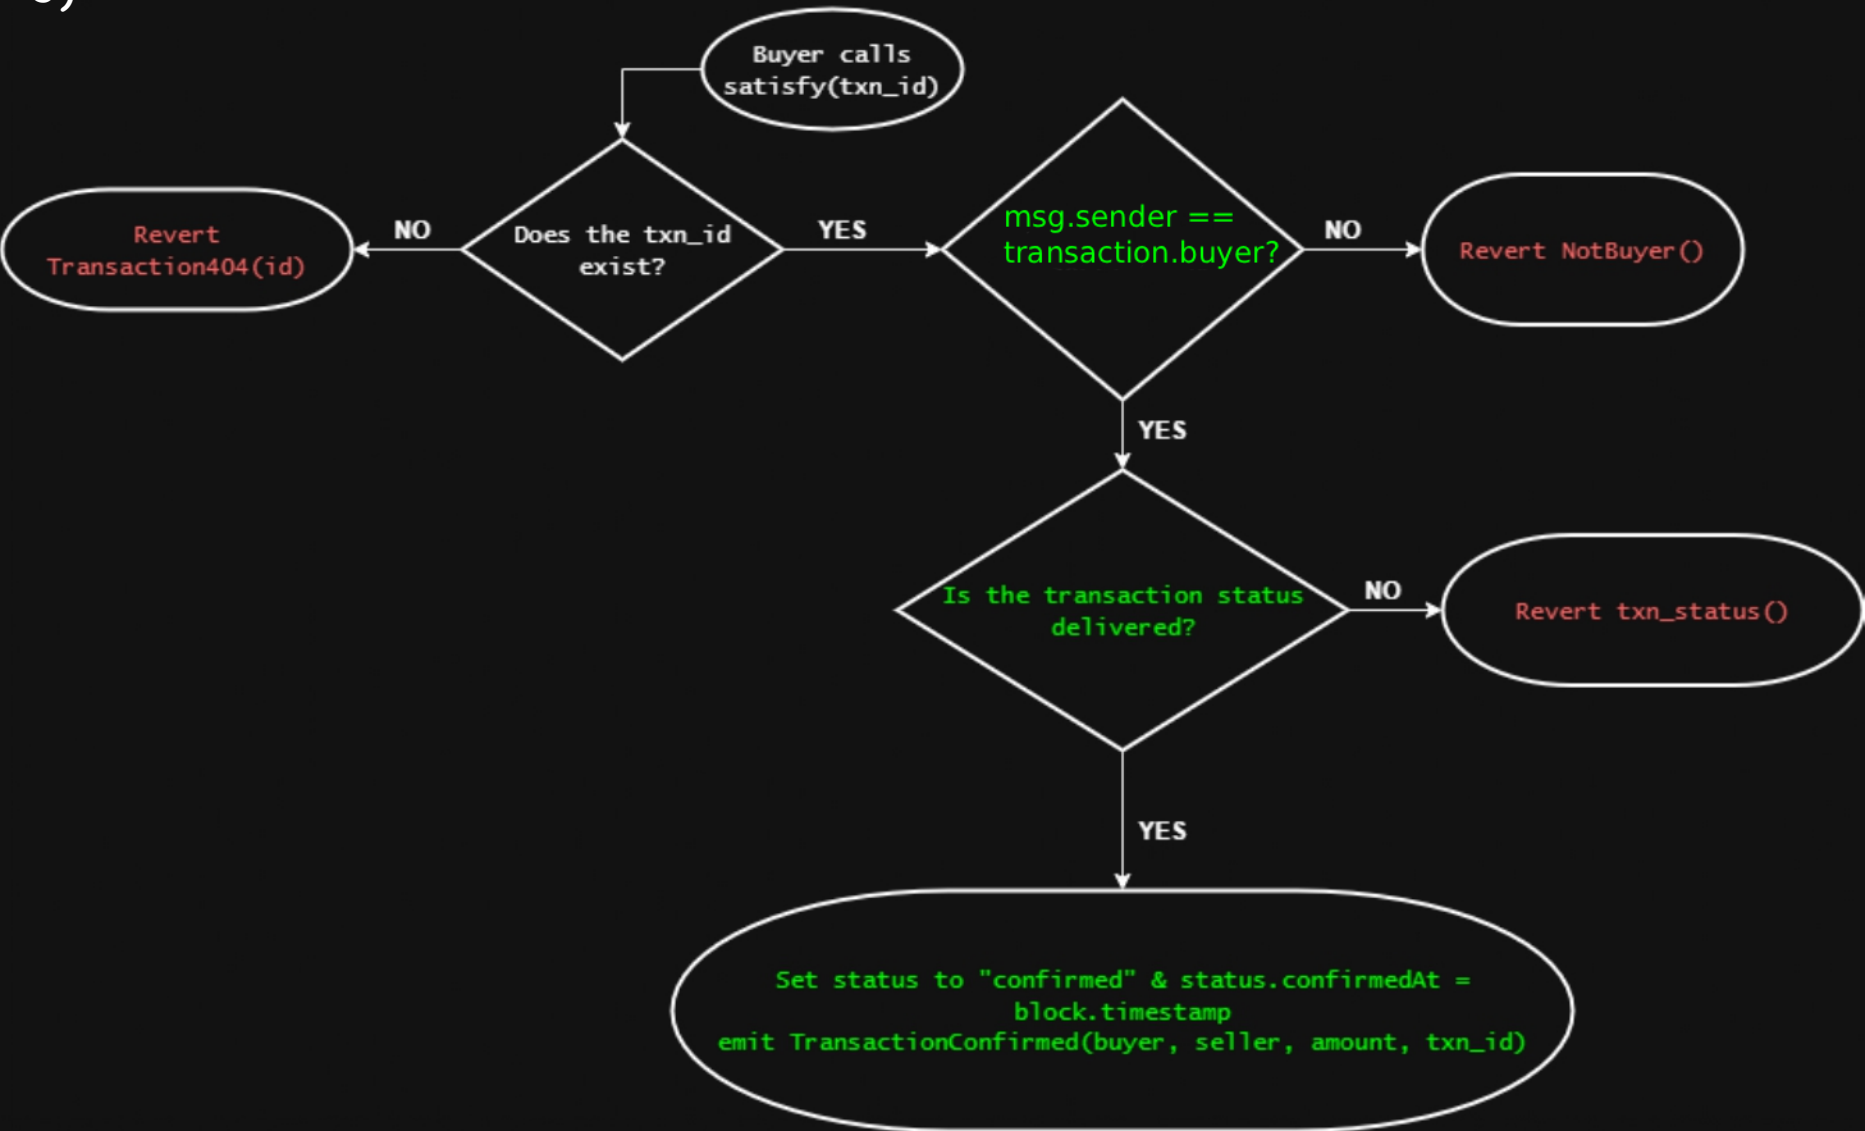 Buyer calls
satisfy(txn_id)
Revert
Transaction404(id)
NO
Does the txn_id
exist?
YES
msg.sender ==
transaction.buyer?
NO
Revert NotBuyer()
YES
Is the transaction status
delivered?
NO
Revert txn_status()
YES
Set status to "confirmed" & status.confirmedAt =
block.timestamp
emit TransactionConfirmed(buyer, seller, amount, txn_id)